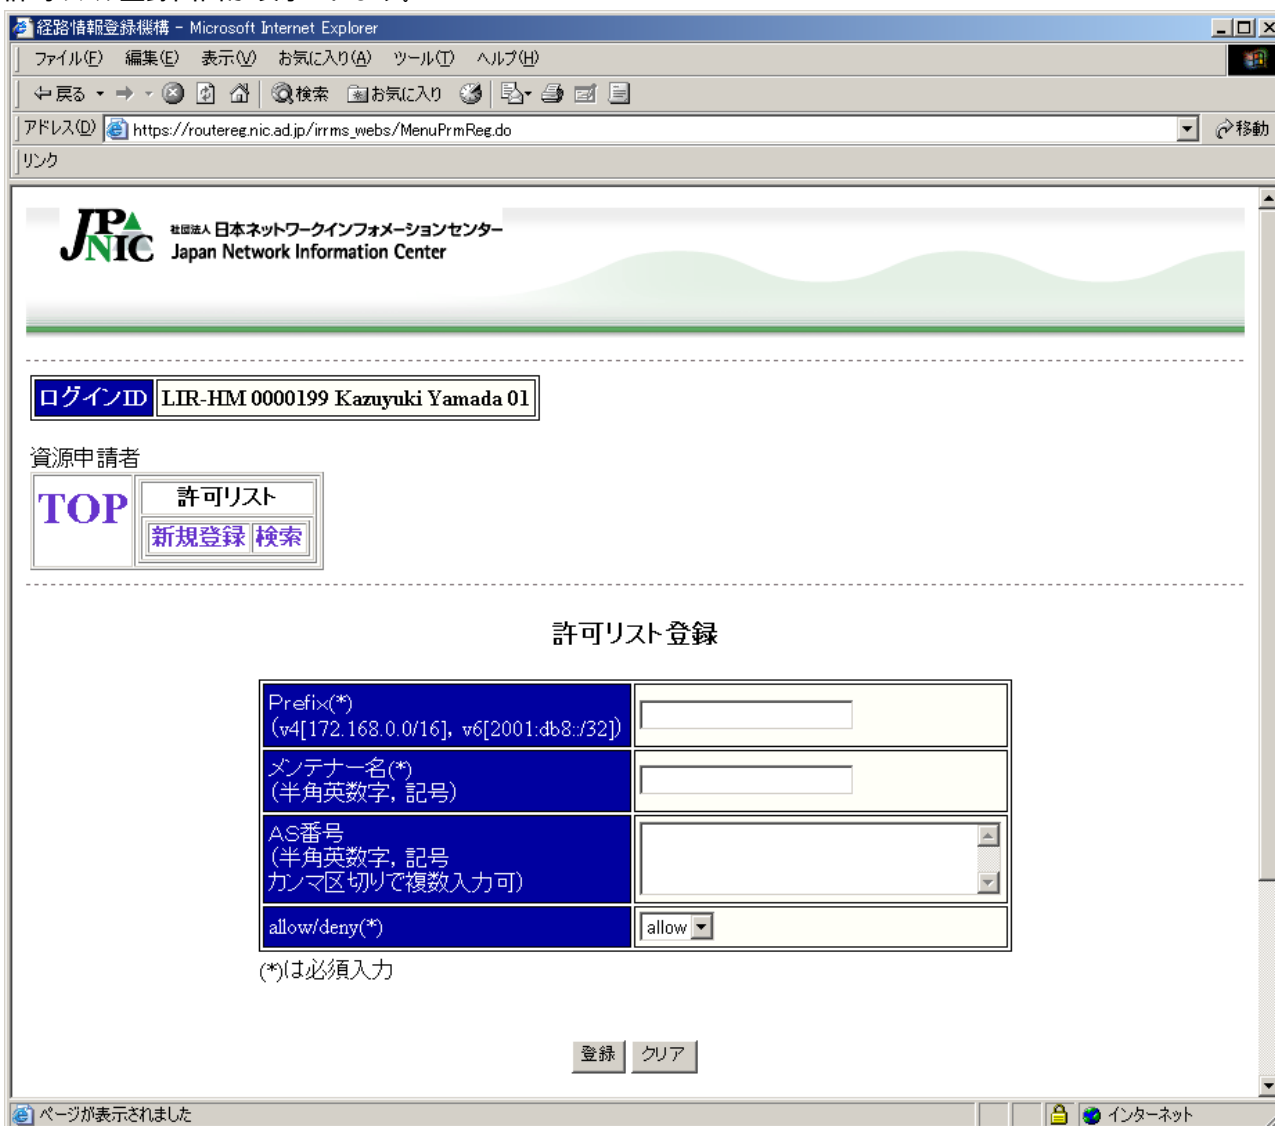 経路情報登録機構 - Microsoft Internet Explorer
ファイル(F) 編集(E) 表示(V) お気に入り(A) ツール(T) ヘルプ(H)
戻る 検索 お気に入り
アドレス(D) https://routereg.nic.ad.jp/irrms_webs/MenuPrmReg.do 移動
リンク
JPNIC 社団法人 日本ネットワークインフォメーションセンター
Japan Network Information Center
ログインID LIR-HM 0000199 Kazuyuki Yamada 01
資源申請者
TOP 許可リスト
新規登録 検索
許可リスト登録
Prefix(*)
(v4[172.168.0.0/16], v6[2001:db8::/32])
メンテナー名(*)
(半角英数字, 記号)
AS番号
(半角英数字, 記号
カンマ区切りで複数入力可)
allow/deny(*) allow
(*)は必須入力
登録 クリア
ページが表示されました インターネット